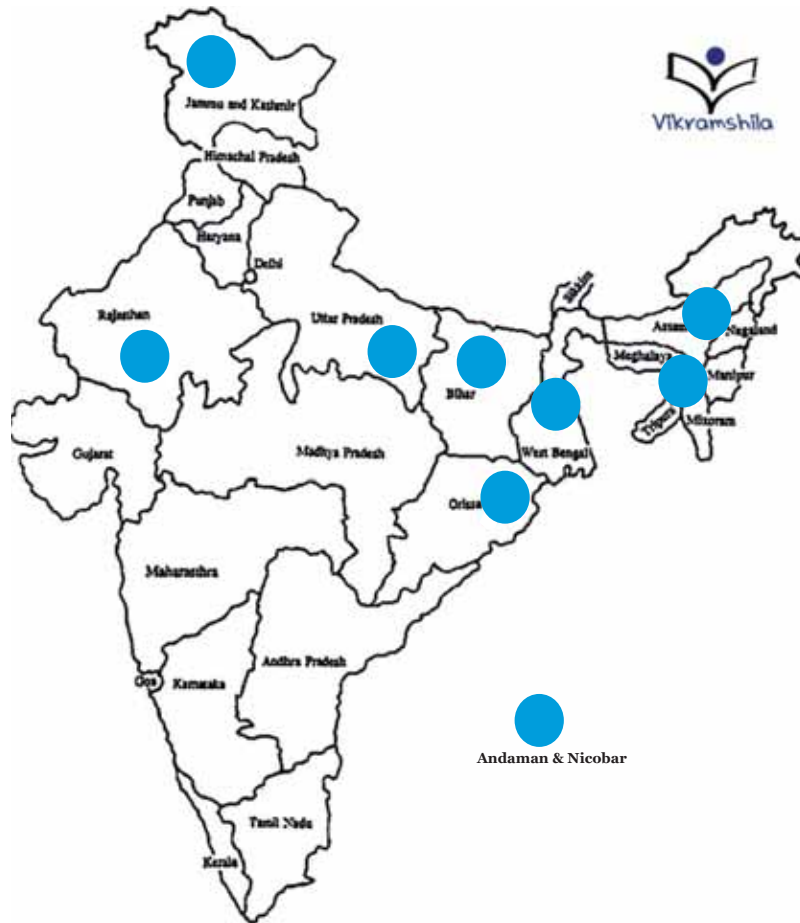 Vikramshila
Jammu and Kashmir
Himachal Pradesh
Punjab
Haryana
Delhi
Rajasthan
Uttar Pradesh
Sikkim
Assam
Nagaland
Meghalaya
Manipur
Bihar
Tripura
Mizoram
Gujarat
Madhya Pradesh
West Bengal
Orissa
Maharasthra
Andhra Pradesh
Goa
Karnataka
Andaman & Nicobar
Tamil Nadu
Kerala